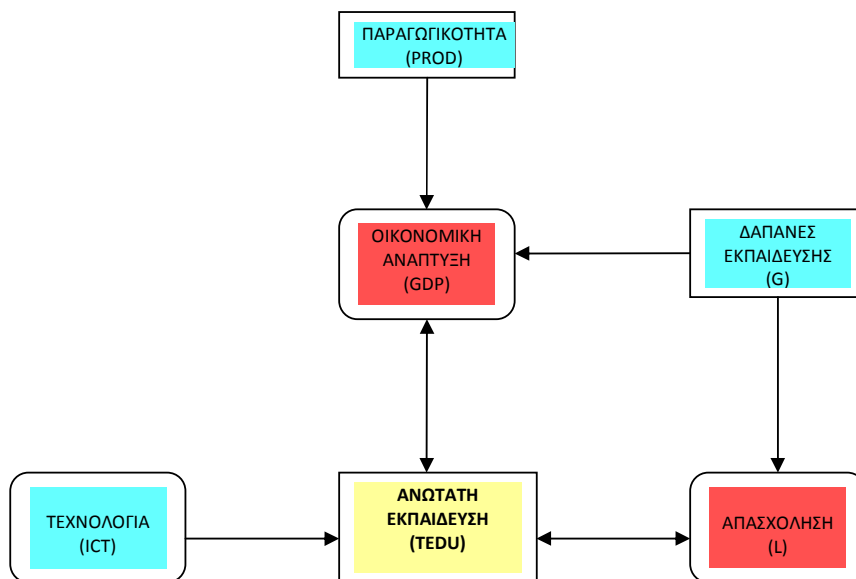 ΠΑΡΑΓΩΓΙΚΟΤΗΤΑ
(PROD)
ΟΙΚΟΝΟΜΙΚΗ
ΑΝΑΠΤΥΞΗ
(GDP)
ΔΑΠΑΝΕΣ
ΕΚΠΑΙΔΕΥΣΗΣ
(G)
ΤΕΧΝΟΛΟΓΙΑ
(ICT)
ΑΝΩΤΑΤΗ
ΕΚΠΑΙΔΕΥΣΗ
(TEDU)
ΑΠΑΣΧΟΛΗΣΗ
(L)